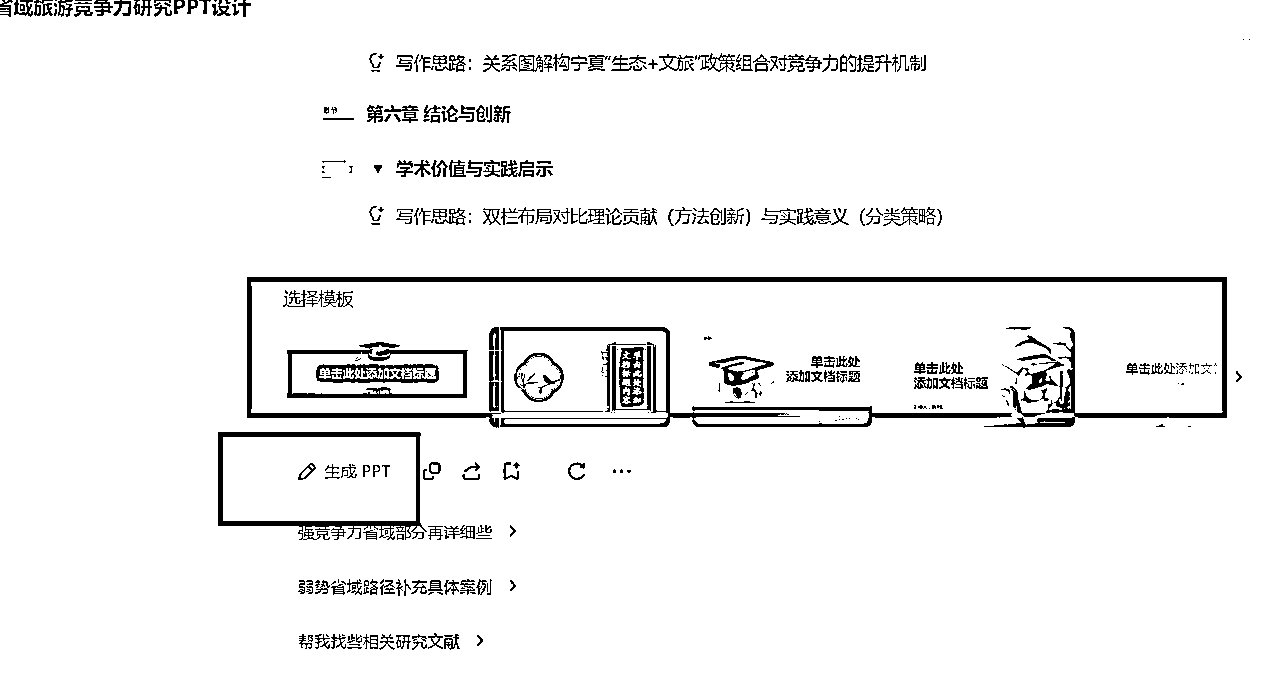 省域旅游竞争力研究PPT设计
写作思路：关系图解构宁夏"生态+文旅"政策组合对竞争力的提升机制
第六章 结论与创新
学术价值与实践启示
写作思路：双栏布局对比理论贡献（方法创新）与实践意义（分类策略）
选择模板
单击此处添加文档标题
单击此处
添加文档标题
单击此处
添加文档标题
单击此处添加文
生成 PPT
强竞争力省域部分再详细些
弱势省域路径补充具体案例
帮我找些相关研究文献